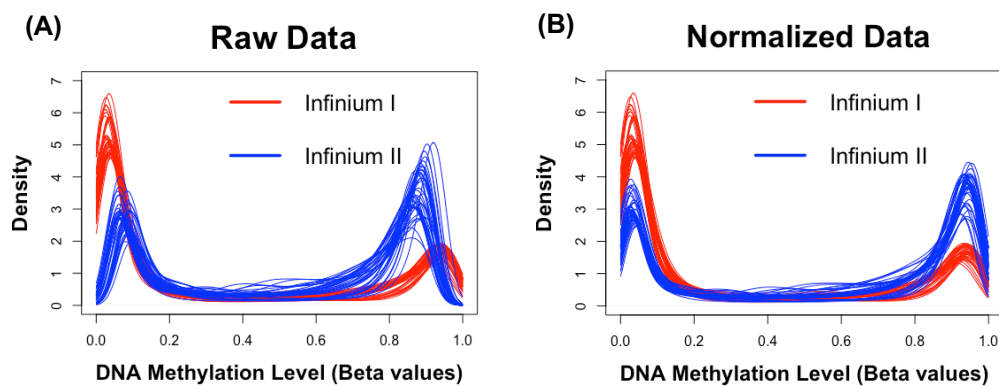 (A)
Raw Data
7
6
5
4
3
2
1
0
Density
Infinium I
Infinium II
0.0 0.2 0.4 0.6 0.8 1.0
DNA Methylation Level (Beta values)
(B)
Normalized Data
7
6
5
4
3
2
1
0
Density
Infinium I
Infinium II
0.0 0.2 0.4 0.6 0.8 1.0
DNA Methylation Level (Beta values)